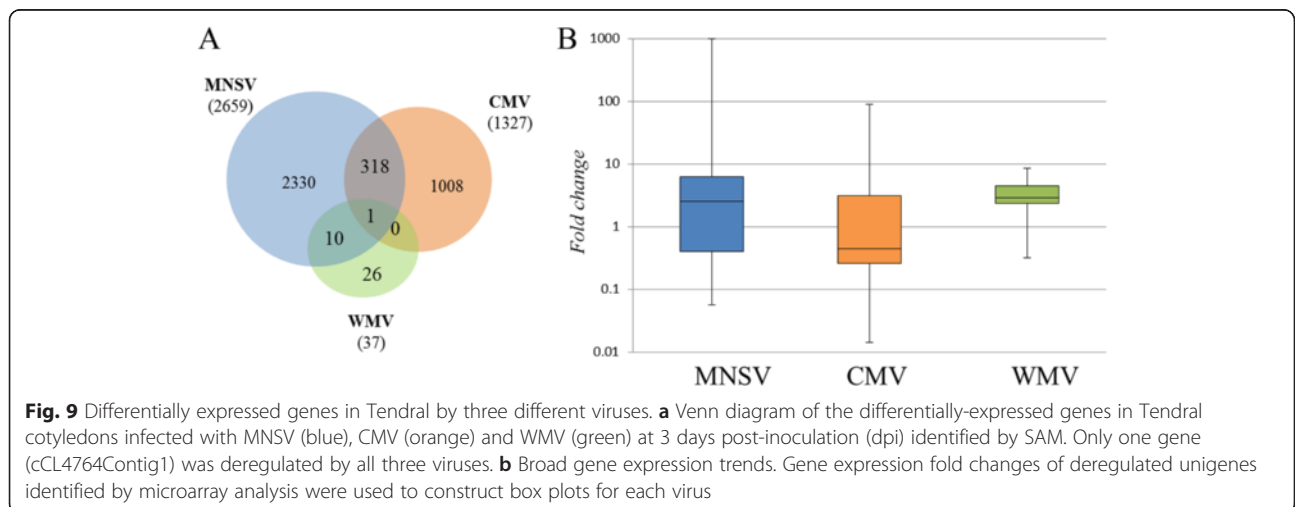 A
MNSV
(2659)
CMV
(1327)
318
2330
1008
1
0
10
26
WMV
(37)
B
1000
100
10
1
0.1
0.01
Fold change
MNSV
CMV
WMV
Fig. 9 Differentially expressed genes in Tendral by three different viruses. a Venn diagram of the differentially-expressed genes in Tendral
cotyledons infected with MNSV (blue), CMV (orange) and WMV (green) at 3 days post-inoculation (dpi) identified by SAM. Only one gene
(cCL4764Contig1) was deregulated by all three viruses. b Broad gene expression trends. Gene expression fold changes of deregulated unigenes
identified by microarray analysis were used to construct box plots for each virus